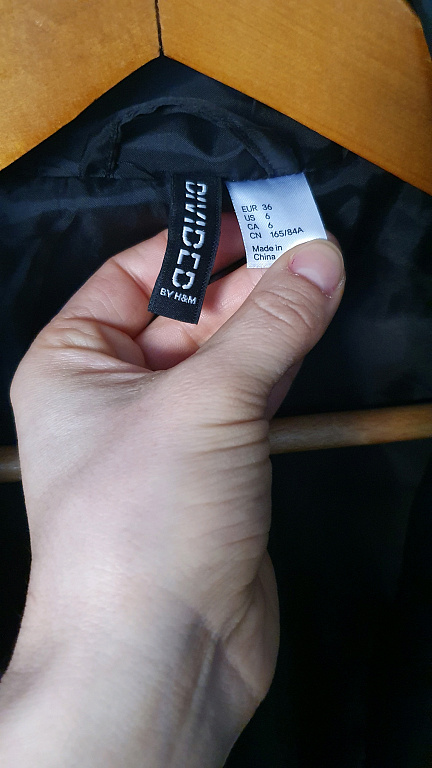 DIVIDED
BY H&M
EUR 36
US 6
CA 6
CN 165/84A
Made in
China